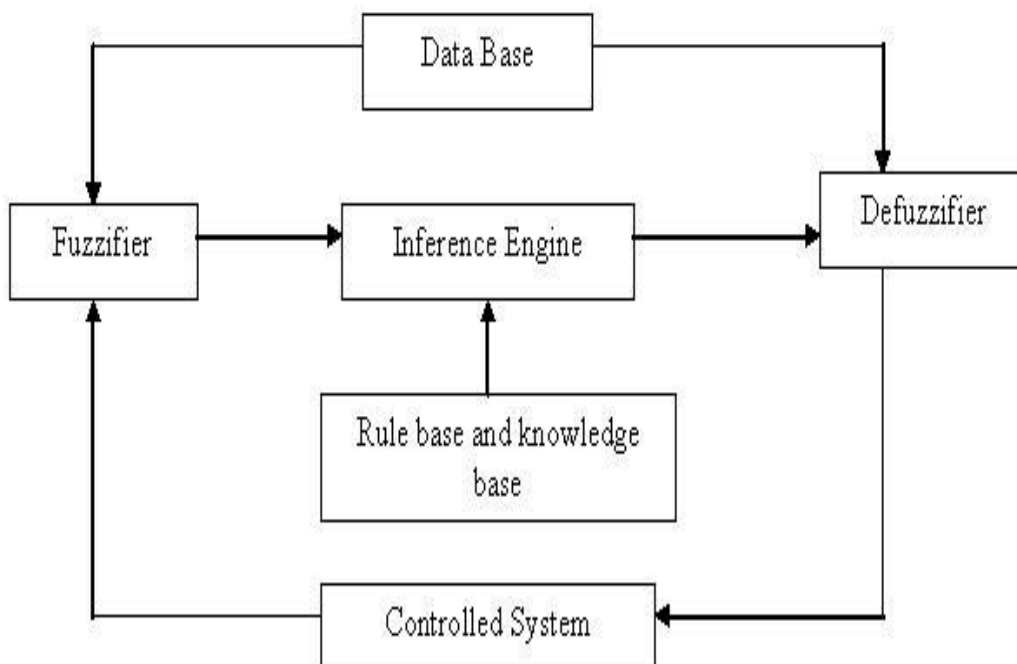 Data Base
Fuzzifier
Inference Engine
Defuzzifier
Rule base and knowledge
base
Controlled System